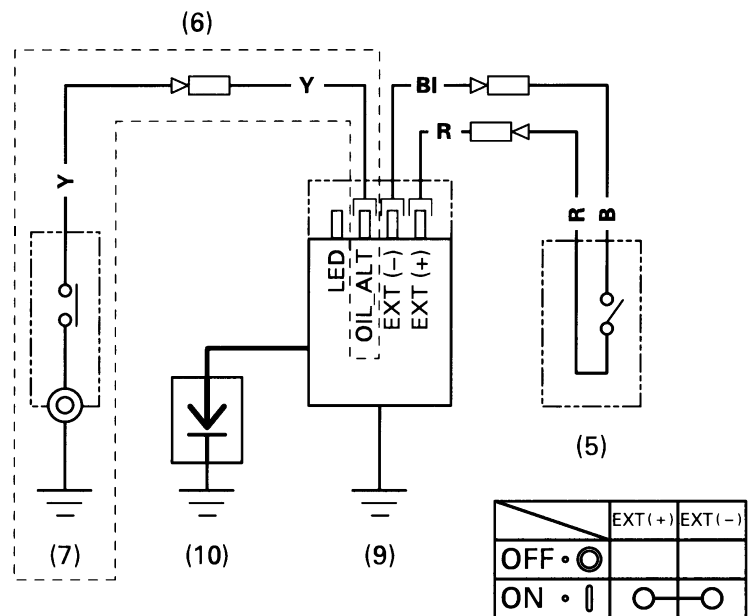 (6)
Y
Bl
R
Y
R
B
LED
OIL_ALT
EXT (-)
EXT (+)
(5)
(7)
(10)
(9)
EXT(+) EXT(-)
OFF
ON